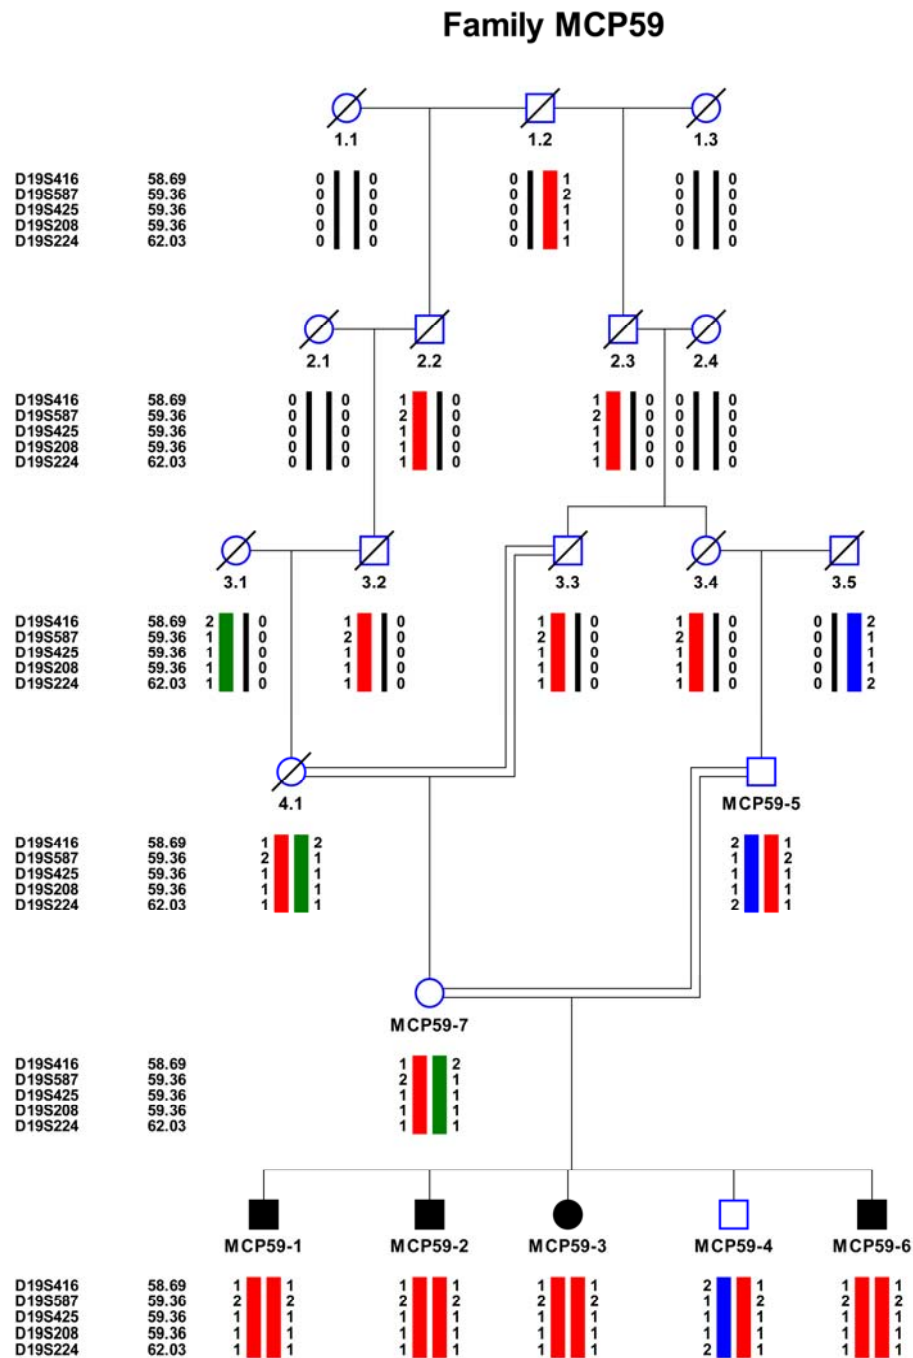 Family MCP59
1.1 1.2 1.3
D19S416 58.69 0 0 0 1 0 0
D19S587 59.36 0 0 0 2 0 0
D19S425 59.36 0 0 0 1 0 0
D19S208 59.36 0 0 0 1 0 0
D19S224 62.03 0 0 0 1 0 0
2.1 2.2 2.3 2.4
D19S416 58.69 0 0 1 0 1 0 0 0
D19S587 59.36 0 0 2 0 2 0 0 0
D19S425 59.36 0 0 1 0 1 0 0 0
D19S208 59.36 0 0 1 0 1 0 0 0
D19S224 62.03 0 0 1 0 1 0 0 0
3.1 3.2 3.3 3.4 3.5
D19S416 58.69 2 0 1 0 1 0 1 0 0 2
D19S587 59.36 1 0 2 0 2 0 2 0 0 1
D19S425 59.36 1 0 1 0 1 0 1 0 0 1
D19S208 59.36 1 0 1 0 1 0 1 0 0 1
D19S224 62.03 1 0 1 0 1 0 1 0 0 2
4.1 MCP59-5
D19S416 58.69 1 2 2 1
D19S587 59.36 2 1 1 2
D19S425 59.36 1 1 1 1
D19S208 59.36 1 1 1 1
D19S224 62.03 1 1 2 1
MCP59-7
D19S416 58.69 1 2
D19S587 59.36 2 1
D19S425 59.36 1 1
D19S208 59.36 1 1
D19S224 62.03 1 1
MCP59-1 MCP59-2 MCP59-3 MCP59-4 MCP59-6
D19S416 58.69 1 1 1 1 1 1 2 1 1 1
D19S587 59.36 2 2 2 2 2 2 1 2 2 2
D19S425 59.36 1 1 1 1 1 1 1 1 1 1
D19S208 59.36 1 1 1 1 1 1 1 1 1 1
D19S224 62.03 1 1 1 1 1 1 2 1 1 1